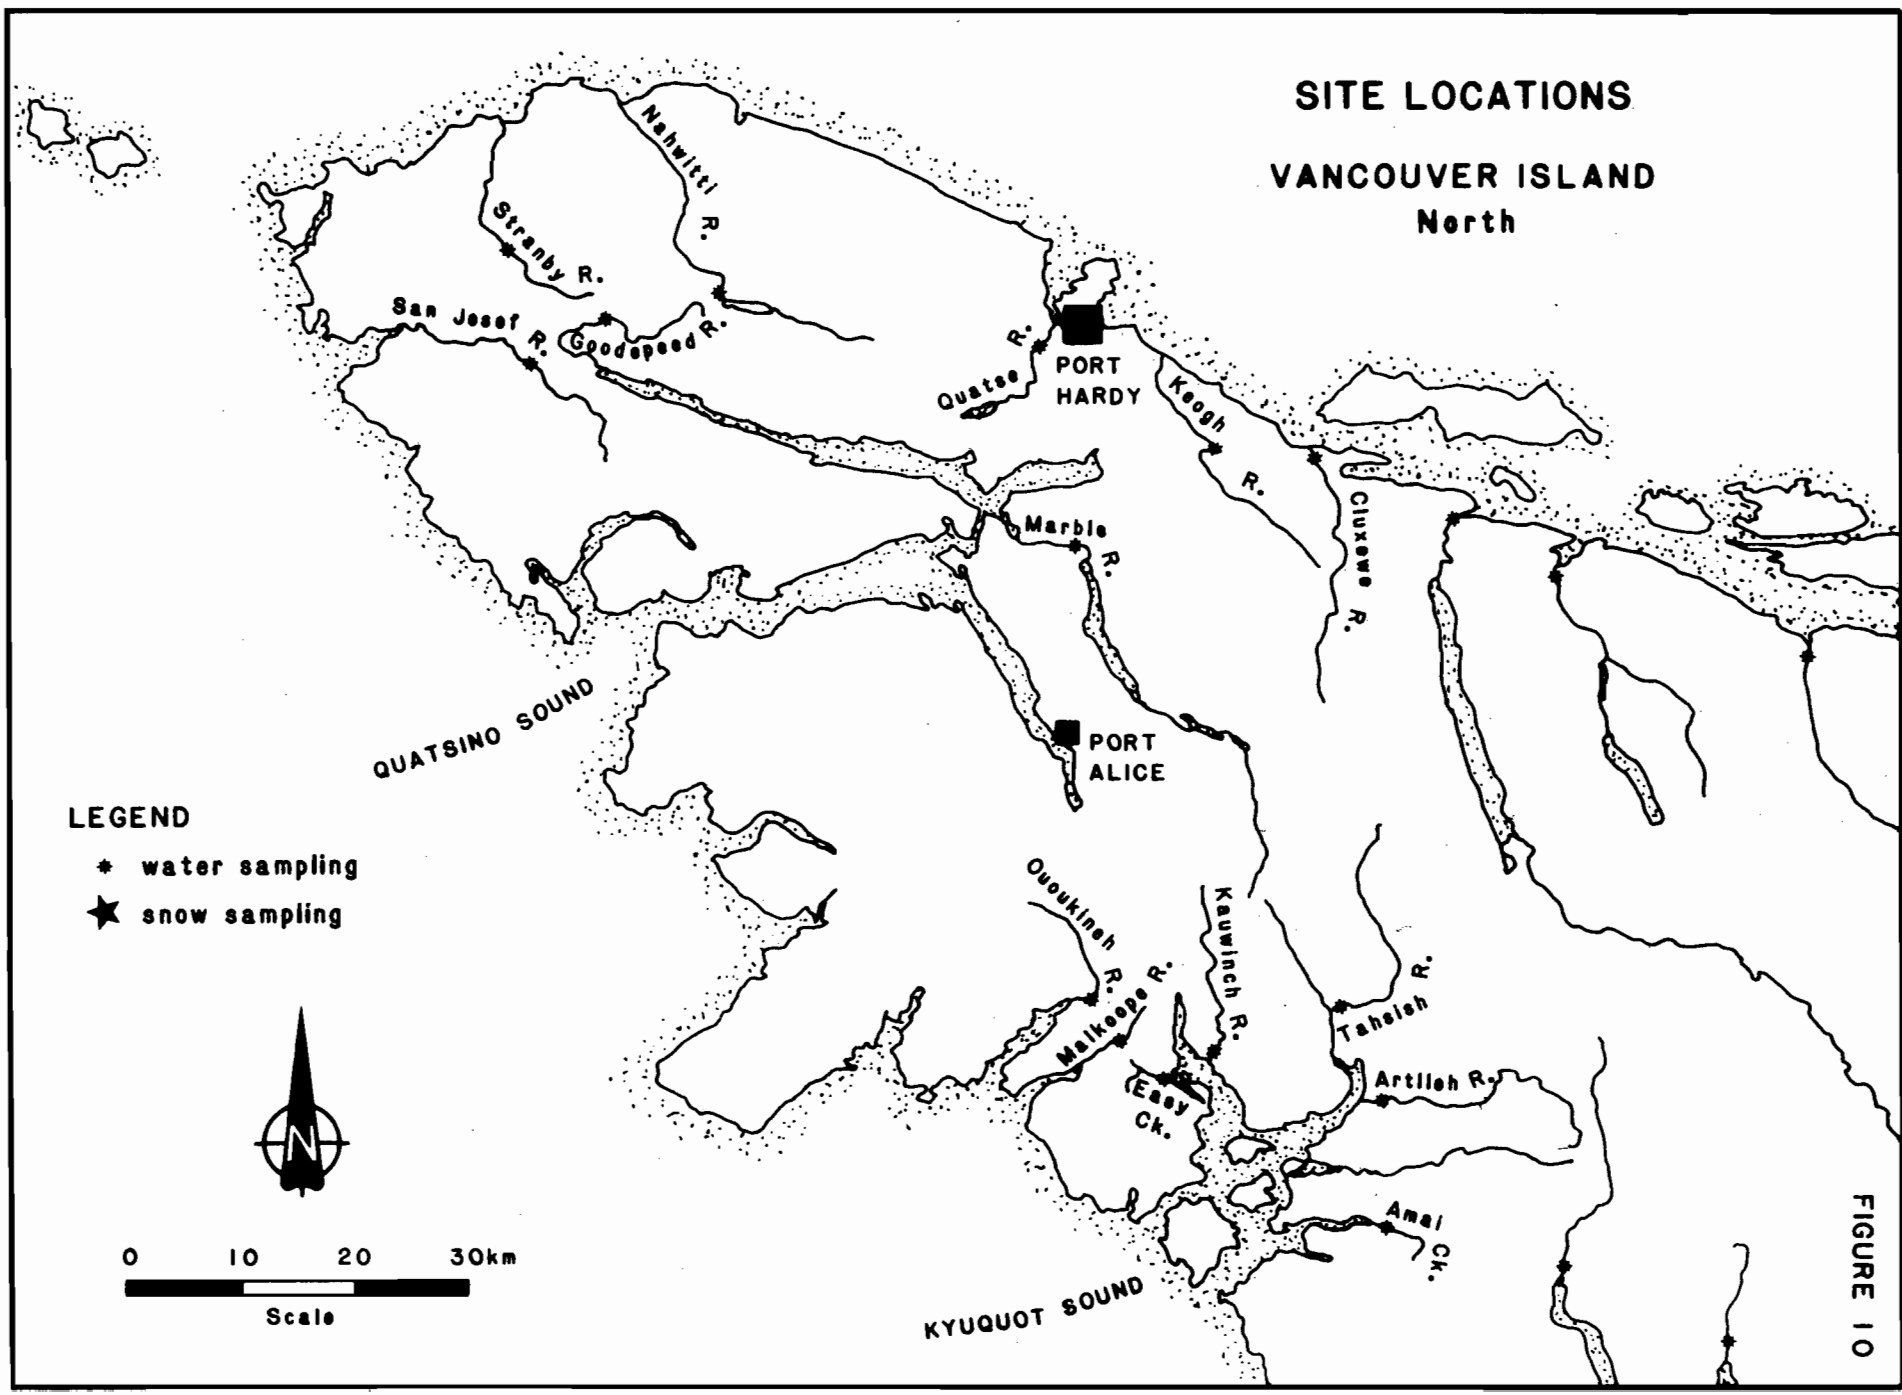 SITE LOCATIONS
VANCOUVER ISLAND
North
Nahwitti R.
Stranby R.
San Josef R.
Goodspeed R.
Quatse R.
PORT
HARDY
Keogh R.
Cluxewe R.
Marble R.
QUATSINO SOUND
PORT
ALICE
LEGEND
water sampling
snow sampling
Ououkineh R.
Malkoope R.
Kauwinch R.
Tahsish R.
Artlish R.
Easy
Ck.
Amai Ck.
N
0 10 20 30km
Scale
KYUQUOT SOUND
FIGURE 10